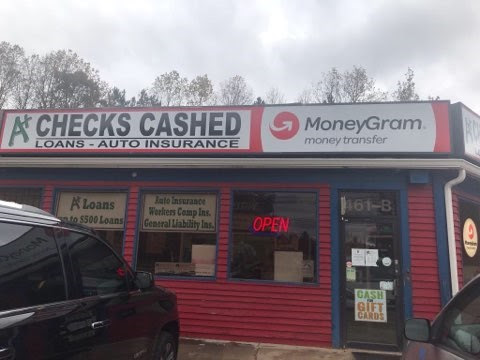 A+ CHECKS CASHED
LOANS - AUTO INSURANCE
MoneyGram
money transfer
A+ Loans
up to $500 Loans
Auto Insurance
Workers Comp Ins.
General Liability Ins.
OPEN
161-B
CASH
FOR
GIFT
CARDS